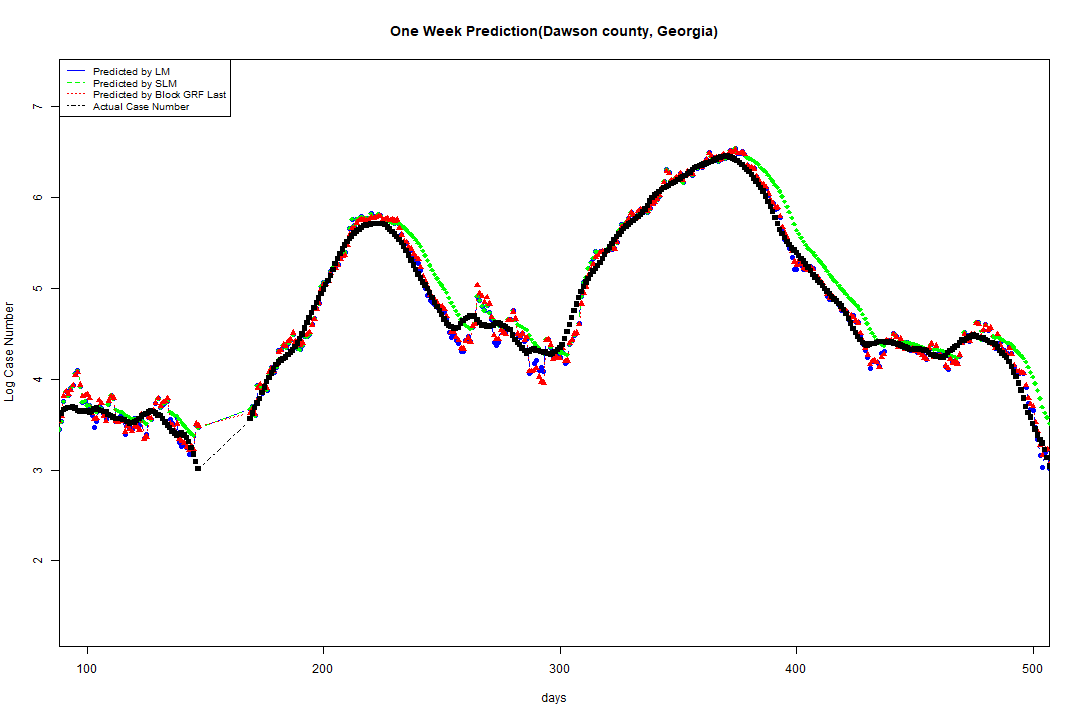 One Week Prediction(Dawson county, Georgia)
Predicted by LM
Predicted by SLM
Predicted by Block GRF Last
Actual Case Number
Log Case Number
7
6
5
4
3
2
100 200 300 400 500
days